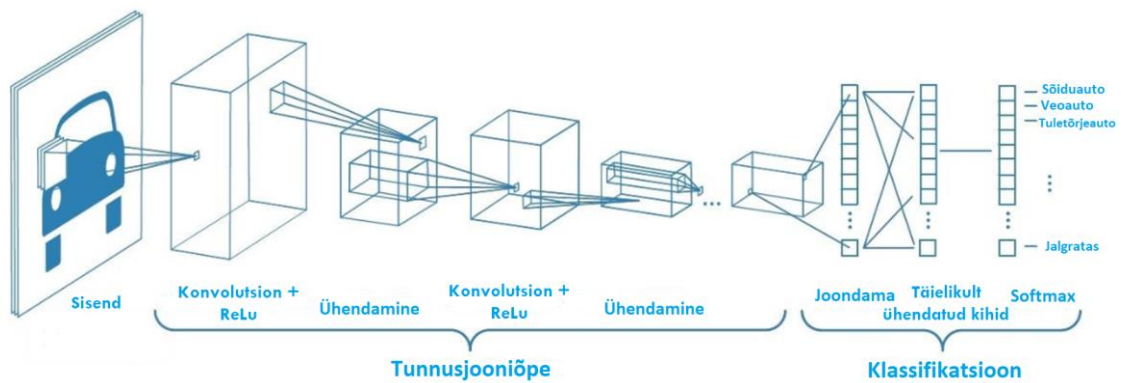 Sõiduauto
Veoauto
Tuletõrjeauto
Jalgratas
Sisend
Konvolutsion +
ReLu
Ühendamine
Konvolutsion +
ReLu
Ühendamine
Joondama
Täielikult
ühendatud kihid
Softmax
Tunnusjooniõpe
Klassifikatsioon